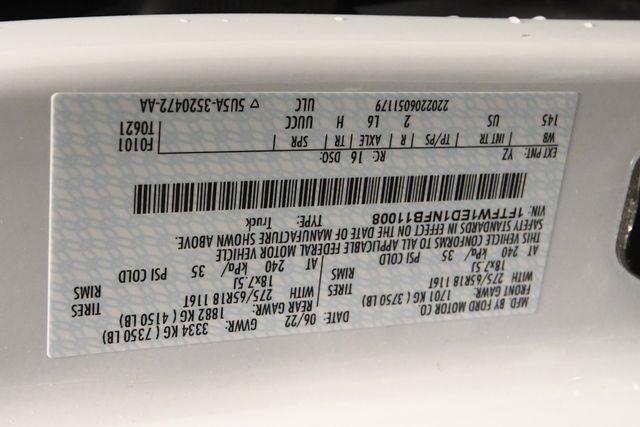 MFD. BY FORD MOTOR CO.
DATE: 06/22 GVWR: 3334 KG ( 7350 LB)
FRONT GAWR: REAR GAWR:
1701 KG ( 3750 LB) 1882 KG ( 4150 LB)
WITH TIRES WITH TIRES
275/65R18 116T 275/65R18 116T
18x7.5J RIMS 18x7.5J RIMS
AT 240 kPa/ 35 PSI COLD AT 240 kPa/ 35 PSI COLD
THIS VEHICLE CONFORMS TO ALL APPLICABLE FEDERAL MOTOR VEHICLE
SAFETY STANDARDS IN EFFECT ON THE DATE OF MANUFACTURE SHOWN ABOVE.
VIN: 1FTFW1ED1NFB11008 TYPE: Truck
EXT PNT: YZ RC: 16 DSO: F0101
WB INT TR TP/PS R AXLE TR SPR T0621
145 US 2 L6 H UUCC
220220605117 9 ULC ▽ 5U5A-3520472-AA